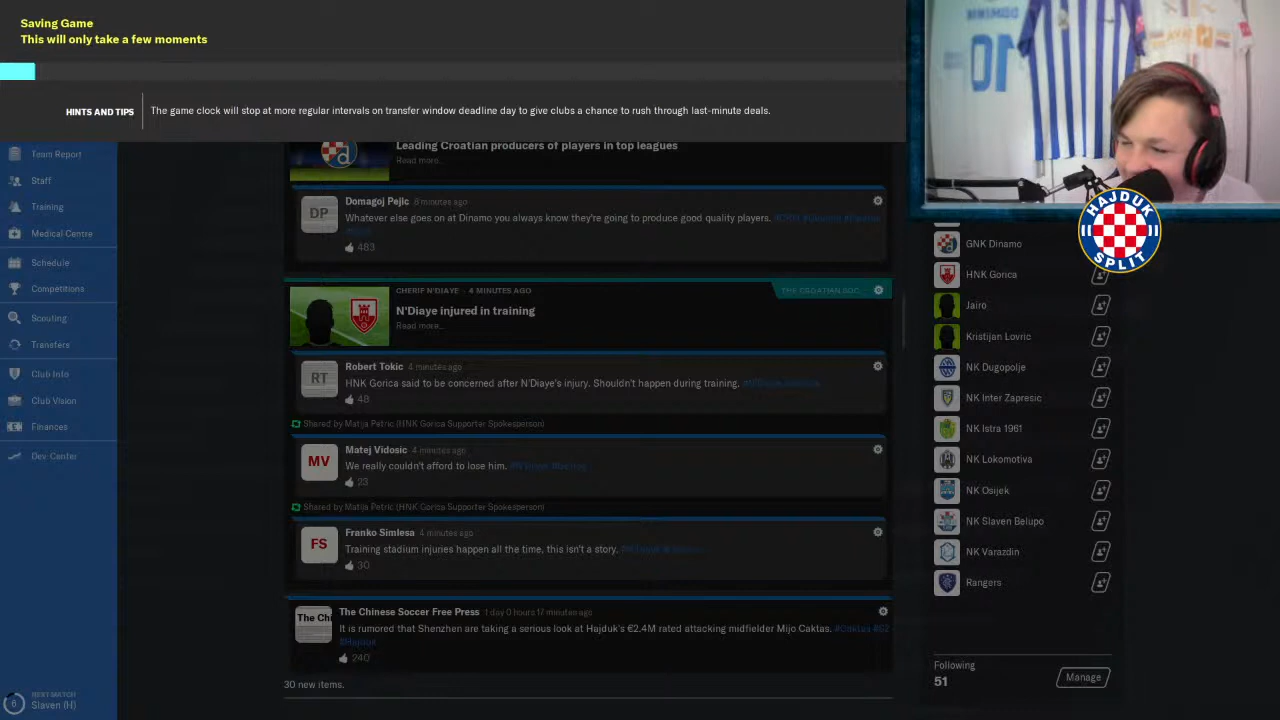 Saving Game
This will only take a few moments
HINTS AND TIPS
The game clock will stop at more regular intervals on transfer window deadline day to give clubs a chance to rush through last-minute deals.
Team Report
Staff
Training
Medical Centre
Schedule
Competitions
Scouting
Transfers
Club Info
Club Vision
Finances
Dev. Center
6
NEXT MATCH
Slaven (H)
Leading Croatian producers of players in top leagues
Read more...
DP
Domagoj Pejic 8 minutes ago
Whatever else goes on at Dinamo you always know they're going to produce good quality players.
483
CHERIF N'DIAYE - 4 MINUTES AGO
THE CROATIAN SOC...
N'Diaye injured in training
Read more...
RT
Robert Tokic 4 minutes ago
HNK Gorica said to be concerned after N'Diaye's injury. Shouldn't happen during training.
48
Shared by Matija Petric (HNK Gorica Supporter Spokesperson)
MV
Matej Vidosic 4 minutes ago
We really couldn't afford to lose him.
23
Shared by Matija Petric (HNK Gorica Supporter Spokesperson)
FS
Franko Simlesa 4 minutes ago
Training stadium injuries happen all the time, this isn't a story.
30
The Chi
The Chinese Soccer Free Press 1 day 0 hours 17 minutes ago
It is rumored that Shenzhen are taking a serious look at Hajduk's €2.4M rated attacking midfielder Mijo Caktas. #Caktas
#Hajduk
240
30 new items.
10
HAJDUK
SPLIT
GNK Dinamo
HNK Gorica
Jairo
Kristijan Lovric
NK Dugopolje
NK Inter Zapresic
NK Istra 1961
NK Lokomotiva
NK Osijek
NK Slaven Belupo
NK Varazdin
Rangers
Following
51
Manage